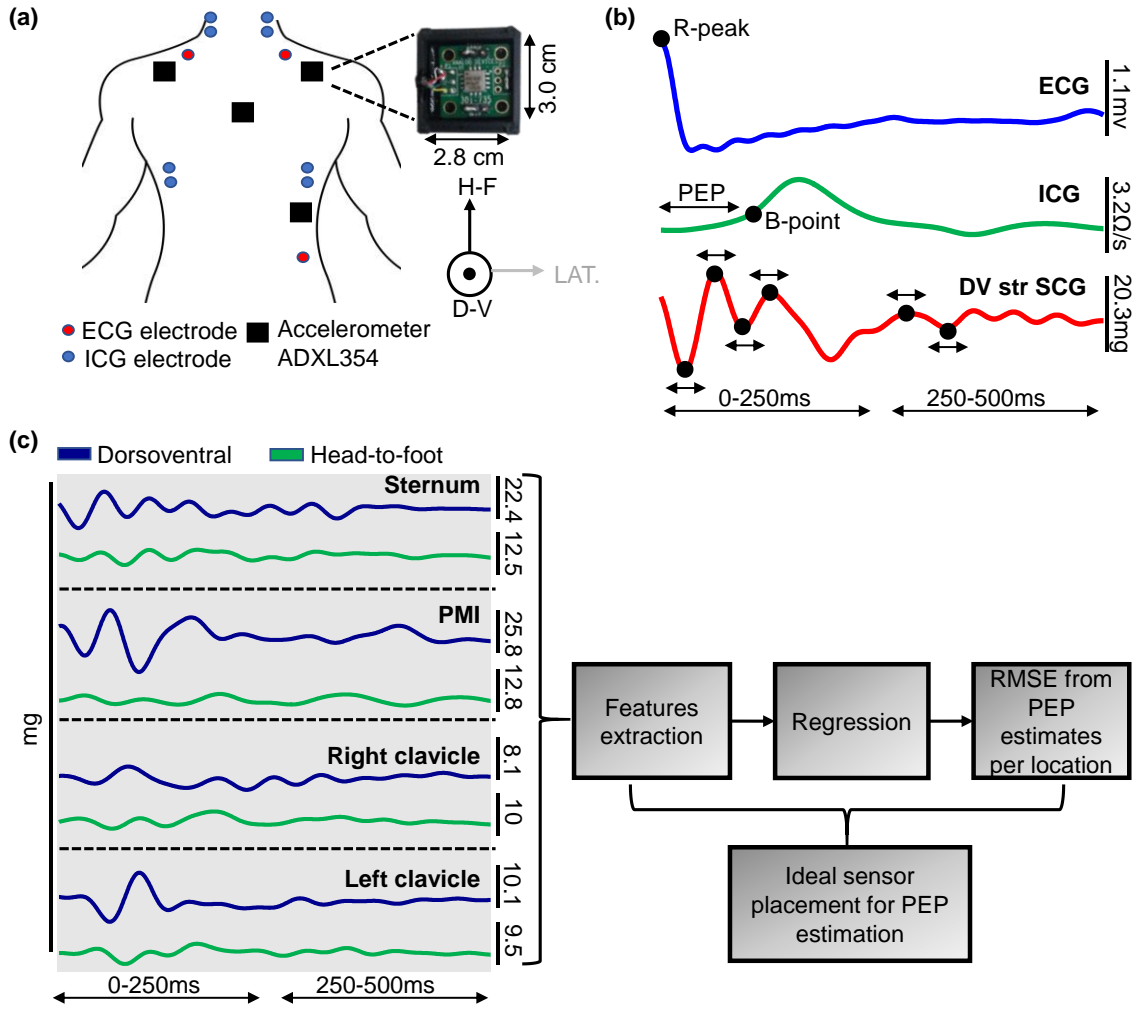 (a)
3.0 cm
2.8 cm
H-F
LAT.
D-V
ECG electrode
ICG electrode
Accelerometer
ADXL354
(b)
R-peak
ECG
1.1mv
PEP
ICG
B-point
3.2Ω/s
DV str SCG
20.3mg
0-250ms
250-500ms
(c)
Dorsoventral
Head-to-foot
mg
Sternum
22.4
12.5
PMI
25.8
12.8
Right clavicle
8.1
10
Left clavicle
10.1
9.5
0-250ms
250-500ms
Features
extraction
Regression
RMSE from
PEP
estimates
per location
Ideal sensor
placement for PEP
estimation